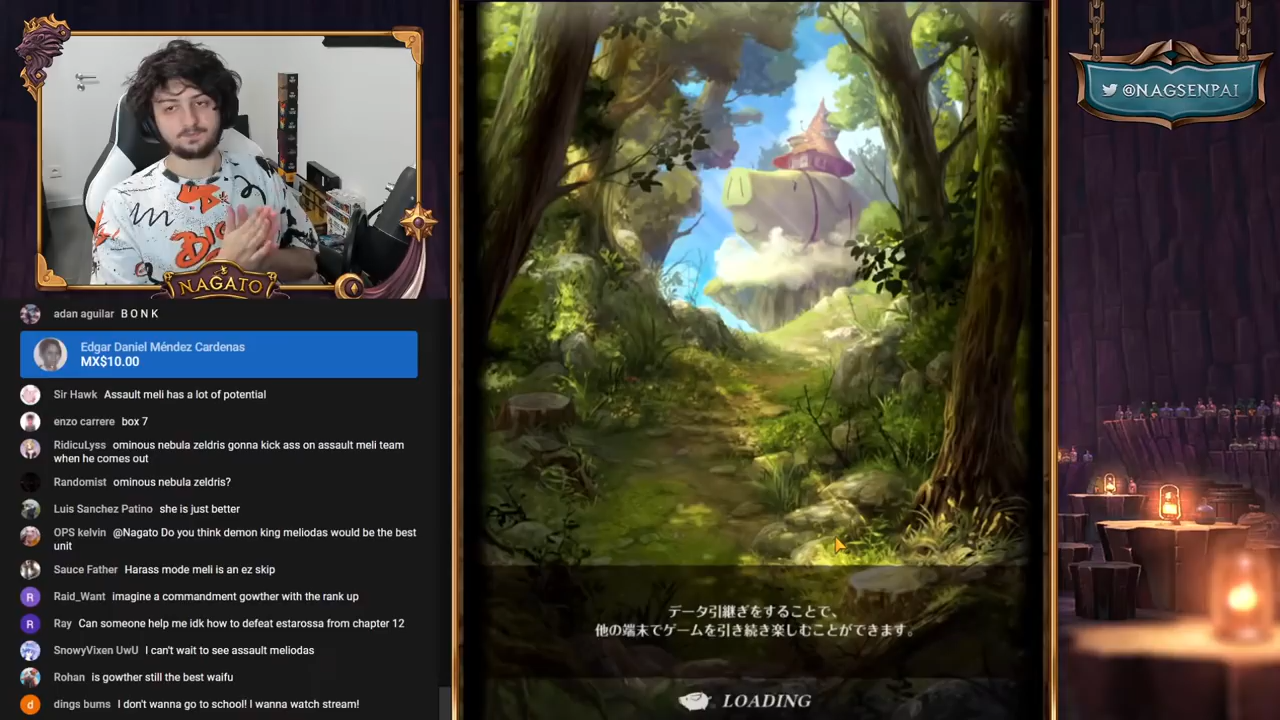 NAGATO
adan aguilar B O N K
Edgar Daniel Méndez Cardenas
MX$10.00
Sir Hawk Assault meli has a lot of potential
enzo carrere box 7
RidicuLyss ominous nebula zeldris gonna kick ass on assault meli team
when he comes out
Randomist ominous nebula zeldris?
Luis Sanchez Patino she is just better
OPS kelvin @Nagato Do you think demon king meliodas would be the best
unit
Sauce Father Harass mode meli is an ez skip
R Raid_Want imagine a commandment gowther with the rank up
R Ray Can someone help me idk how to defeat estarossa from chapter 12
SnowyVixen UwU I can't wait to see assault meliodas
Rohan is gowther still the best waifu
d dings bums I don't wanna go to school! I wanna watch stream!
データ引継ぎをすることで、
他の端末でゲームを引き続き楽しむことができます。
LOADING
@NAGSENPAI